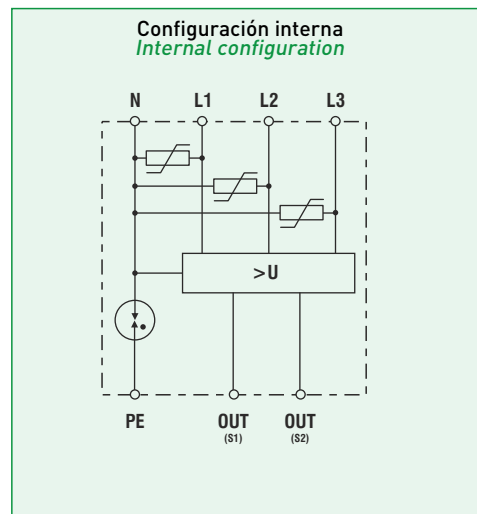 Configuración interna
Internal configuration
N L1 L2 L3
>U
PE OUT OUT
(S1) (S2)